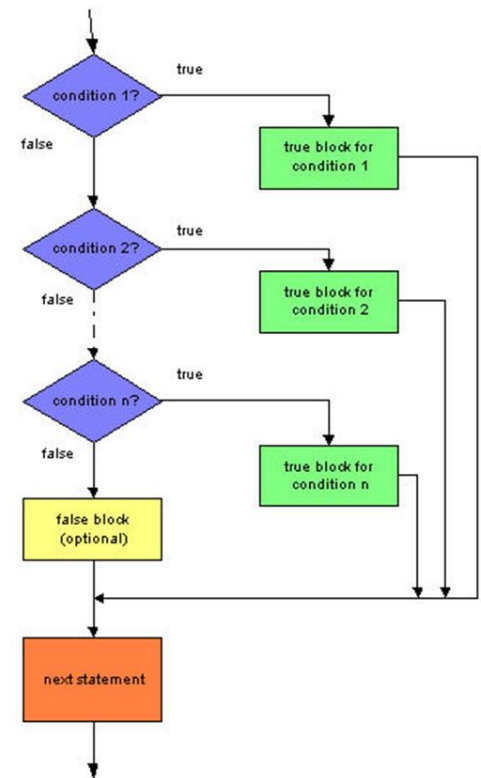 condition 1?
true
false
true block for
condition 1
condition 2?
true
false
true block for
condition 2
condition n?
true
false
true block for
condition n
false block
(optional)
next statement